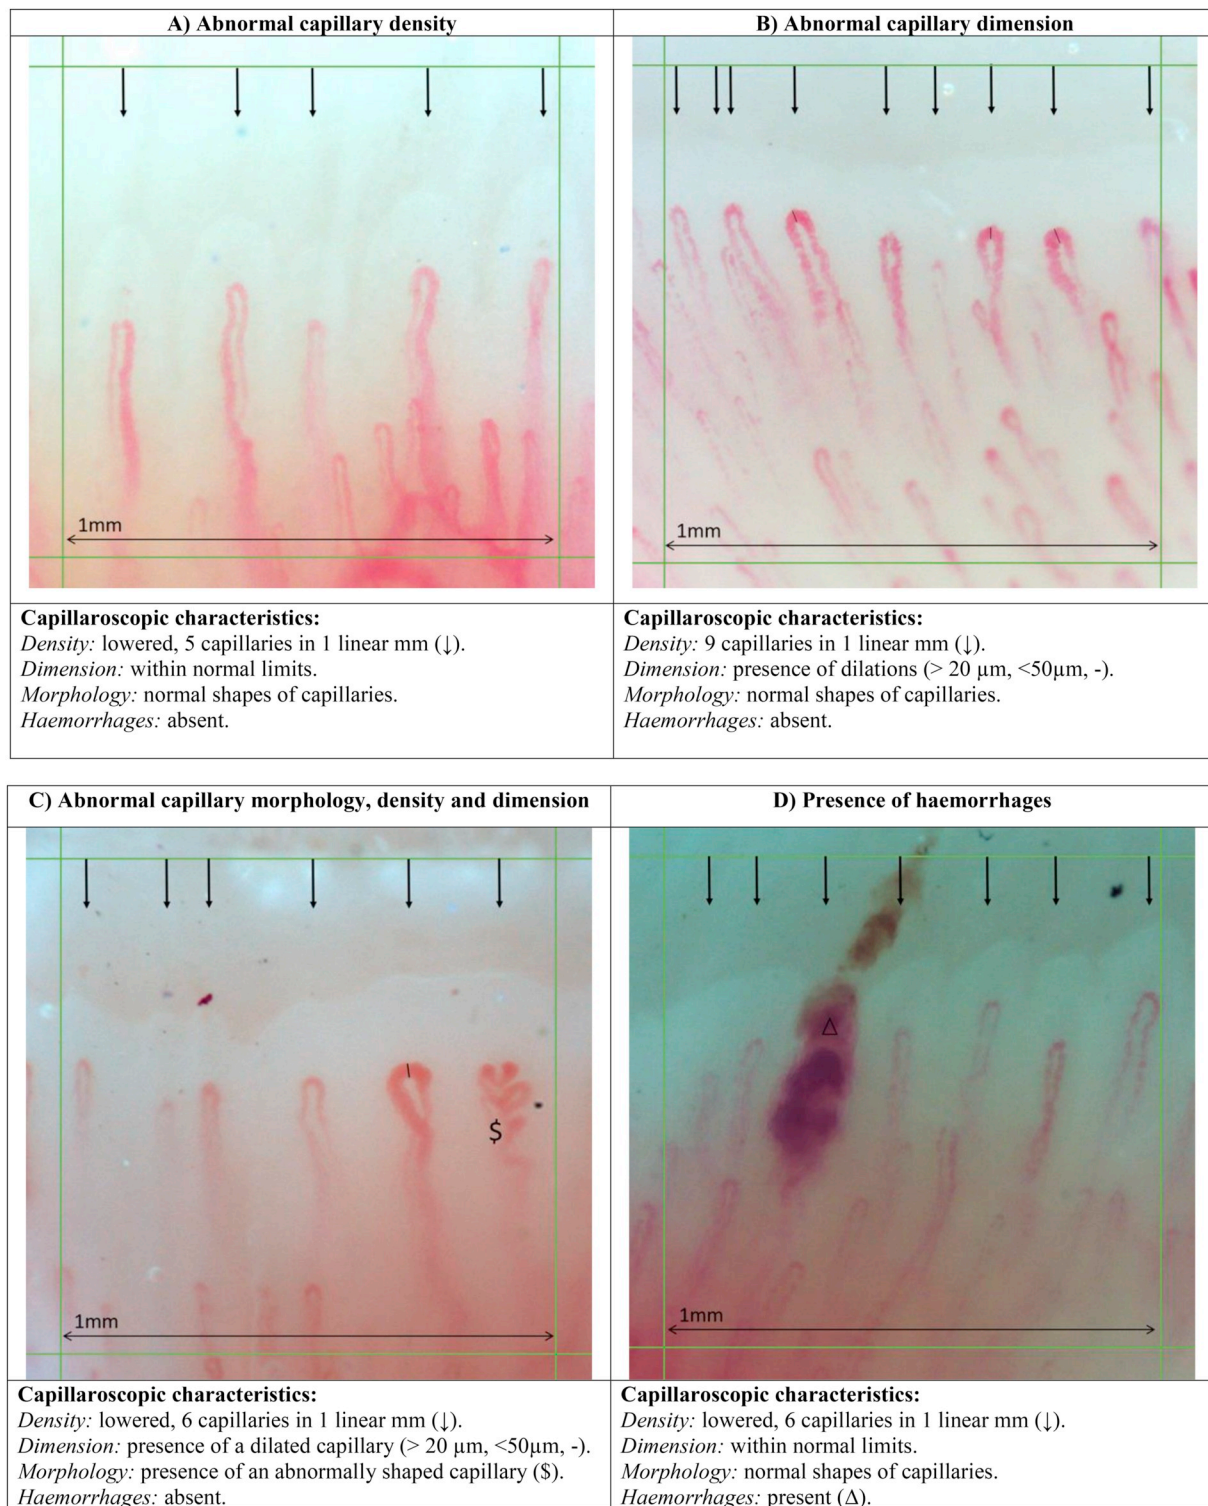 A) Abnormal capillary density
B) Abnormal capillary dimension
1mm
1mm
Capillaroscopic characteristics:
Density: lowered, 5 capillaries in 1 linear mm (↓).
Dimension: within normal limits.
Morphology: normal shapes of capillaries.
Haemorrhages: absent.
Capillaroscopic characteristics:
Density: 9 capillaries in 1 linear mm (↓).
Dimension: presence of dilations (> 20 µm, <50µm, -).
Morphology: normal shapes of capillaries.
Haemorrhages: absent.
C) Abnormal capillary morphology, density and dimension
D) Presence of haemorrhages
$
1mm
Δ
1mm
Capillaroscopic characteristics:
Density: lowered, 6 capillaries in 1 linear mm (↓).
Dimension: presence of a dilated capillary (> 20 µm, <50µm, -).
Morphology: presence of an abnormally shaped capillary ($).
Haemorrhages: absent.
Capillaroscopic characteristics:
Density: lowered, 6 capillaries in 1 linear mm (↓).
Dimension: within normal limits.
Morphology: normal shapes of capillaries.
Haemorrhages: present (Δ).